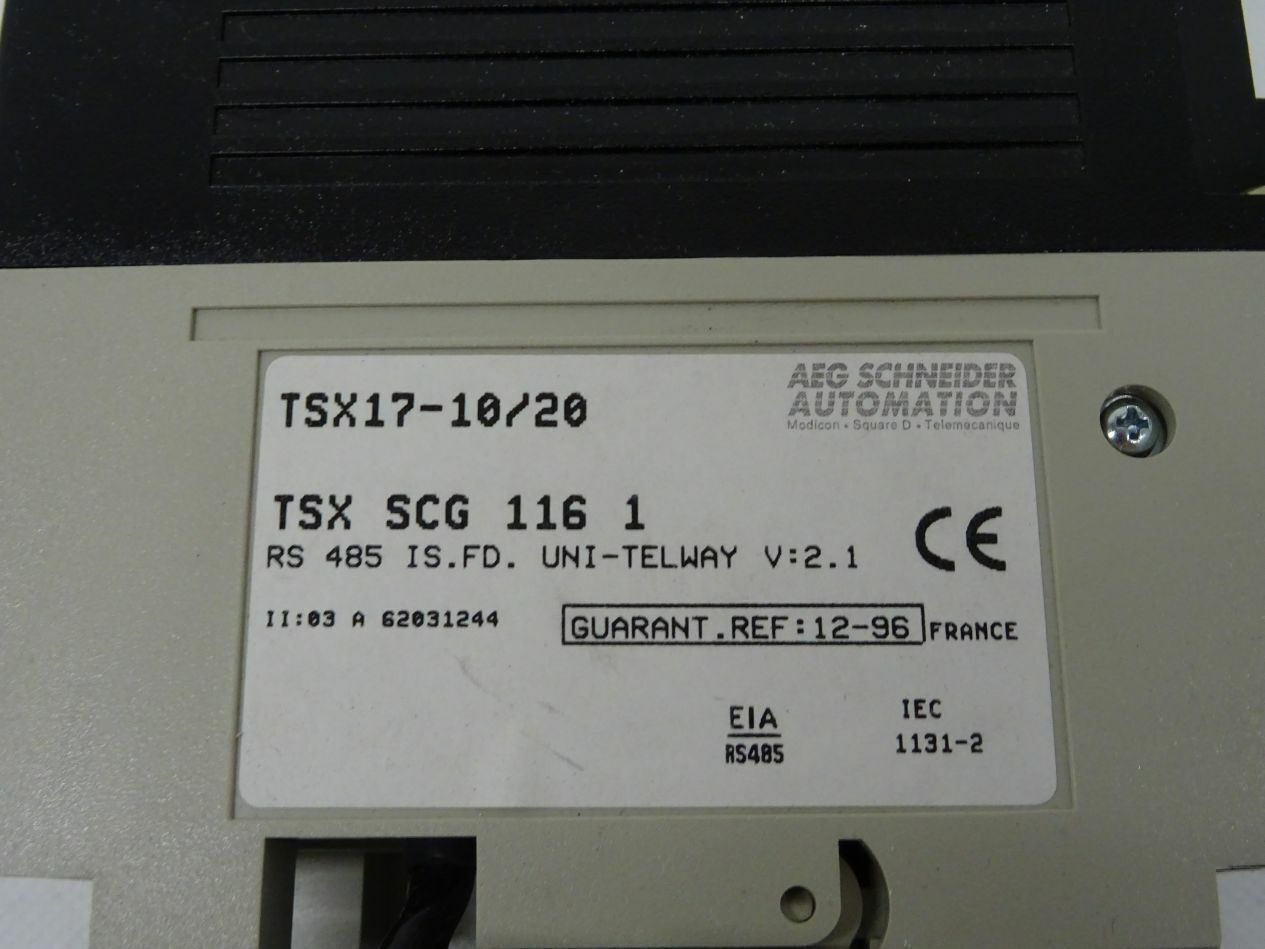 TSX17-10/20
AEG SCHNEIDER
AUTOMATION
Modicon • Square D • Telemecanique
TSX SCG 116 1
RS 485 IS.FD. UNI-TELWAY V:2.1
CE
II:03 A 62031244
GUARANT.REF:12-96 FRANCE
EIA
RS485
IEC
1131-2